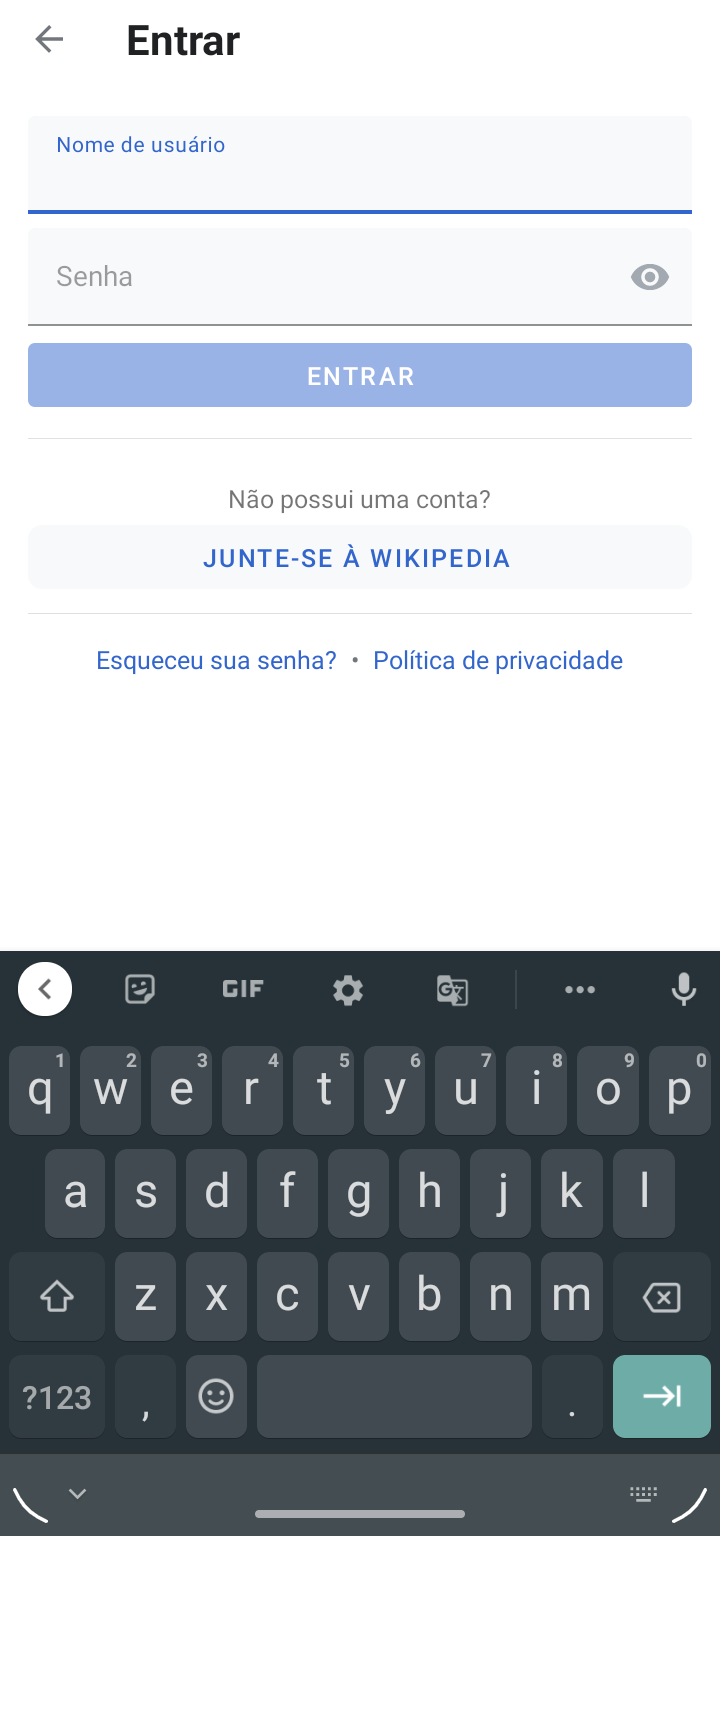 Entrar
Nome de usuário
Senha
ENTRAR
Não possui uma conta?
JUNTE-SE À WIKIPEDIA
Esqueceu sua senha? • Política de privacidade
GIF
G
1 2 3 4 5 6 7 8 9 0
q w e r t y u i o p
a s d f g h j k l
z x c v b n m
?123 , .